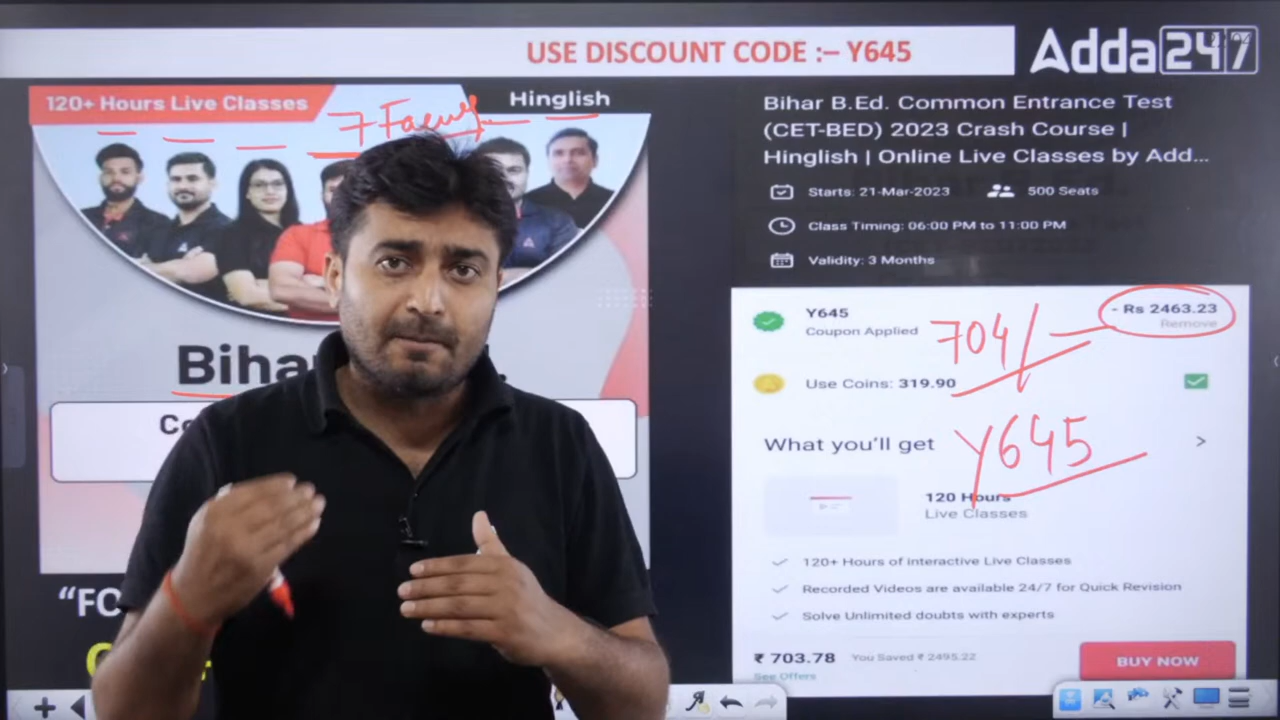 USE DISCOUNT CODE :– Y645
Adda 247
120+ Hours Live Classes
Hinglish
7
Biha
“FO
Bihar B.Ed. Common Entrance Test
(CET-BED) 2023 Crash Course |
Hinglish | Online Live Classes by Add...
Starts: 21-Mar-2023
500 Seats
Class Timing: 06:00 PM to 11:00 PM
Validity: 3 Months
Y645
Coupon Applied
- Rs 2463.23
Remove
704/-
Use Coins: 319.90
What you’ll get
Y645
120 Hours
Live Classes
120+ Hours of interactive Live Classes
Recorded Videos are available 24/7 for Quick Revision
Solve Unlimited doubts with experts
₹ 703.78
You Saved ₹ 2495.22
See Offers
BUY NOW